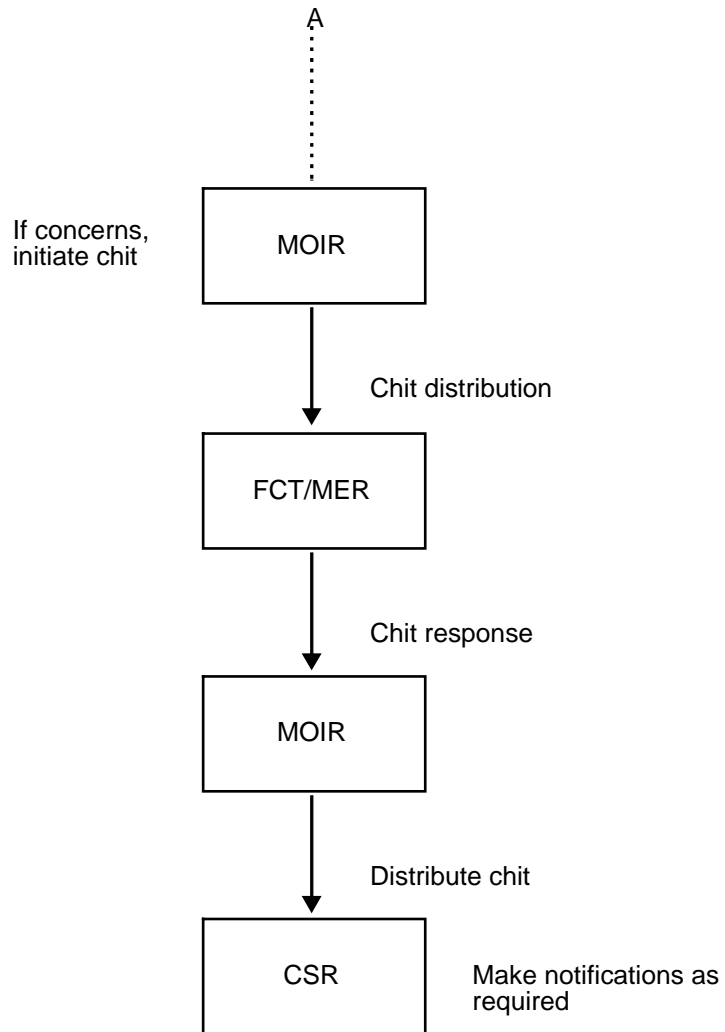 A
If concerns,
initiate chit
MOIR
Chit distribution
FCT/MER
Chit response
MOIR
Distribute chit
CSR
Make notifications as
required